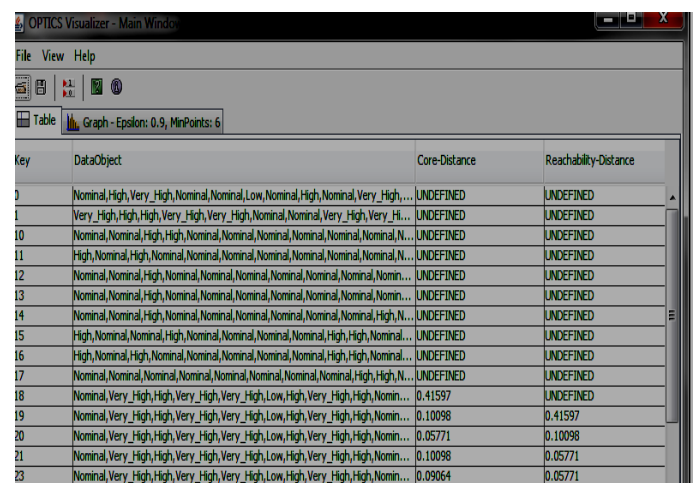 OPTICS Visualizer - Main Window
File View Help
Table Graph - Epsilon: 0.9, MinPoints: 6
Key DataObject Core-Distance Reachability-Distance
0 Nominal,High,Very_High,Nominal,Nominal,Low,Nominal,High,Nominal,Very_High,... UNDEFINED UNDEFINED
1 Very_High,High,High,Very_High,Very_High,Nominal,Nominal,Very_High,Very_Hi... UNDEFINED UNDEFINED
10 Nominal,Nominal,High,High,Nominal,Nominal,Nominal,Nominal,Nominal,Nominal,N... UNDEFINED UNDEFINED
11 High,Nominal,High,Nominal,Nominal,Nominal,Nominal,Nominal,Nominal,Nominal,N... UNDEFINED UNDEFINED
12 Nominal,Nominal,High,Nominal,Nominal,Nominal,Nominal,Nominal,Nominal,Nomin... UNDEFINED UNDEFINED
13 Nominal,Nominal,High,Nominal,Nominal,Nominal,Nominal,Nominal,Nominal,Nomin... UNDEFINED UNDEFINED
14 Nominal,Nominal,High,Nominal,Nominal,Nominal,Nominal,Nominal,Nominal,High,N... UNDEFINED UNDEFINED
15 High,Nominal,Nominal,High,Nominal,Nominal,Nominal,Nominal,High,High,Nominal... UNDEFINED UNDEFINED
16 High,Nominal,High,Nominal,Nominal,Nominal,Nominal,Nominal,High,High,Nominal... UNDEFINED UNDEFINED
17 Nominal,Nominal,Nominal,Nominal,Nominal,Nominal,Nominal,Nominal,High,High,N... UNDEFINED UNDEFINED
18 Nominal,Very_High,High,Very_High,Very_High,Low,High,Very_High,High,Nomin... 0.41597 UNDEFINED
19 Nominal,Very_High,High,Very_High,Very_High,Low,High,Very_High,High,Nomin... 0.10098 0.41597
20 Nominal,Very_High,High,Very_High,Very_High,Low,High,Very_High,High,Nomin... 0.05771 0.10098
21 Nominal,Very_High,High,Very_High,Very_High,Low,High,Very_High,High,Nomin... 0.10098 0.05771
23 Nominal,Very_High,High,Very_High,Very_High,Low,High,Very_High,High,Nomin... 0.09064 0.05771